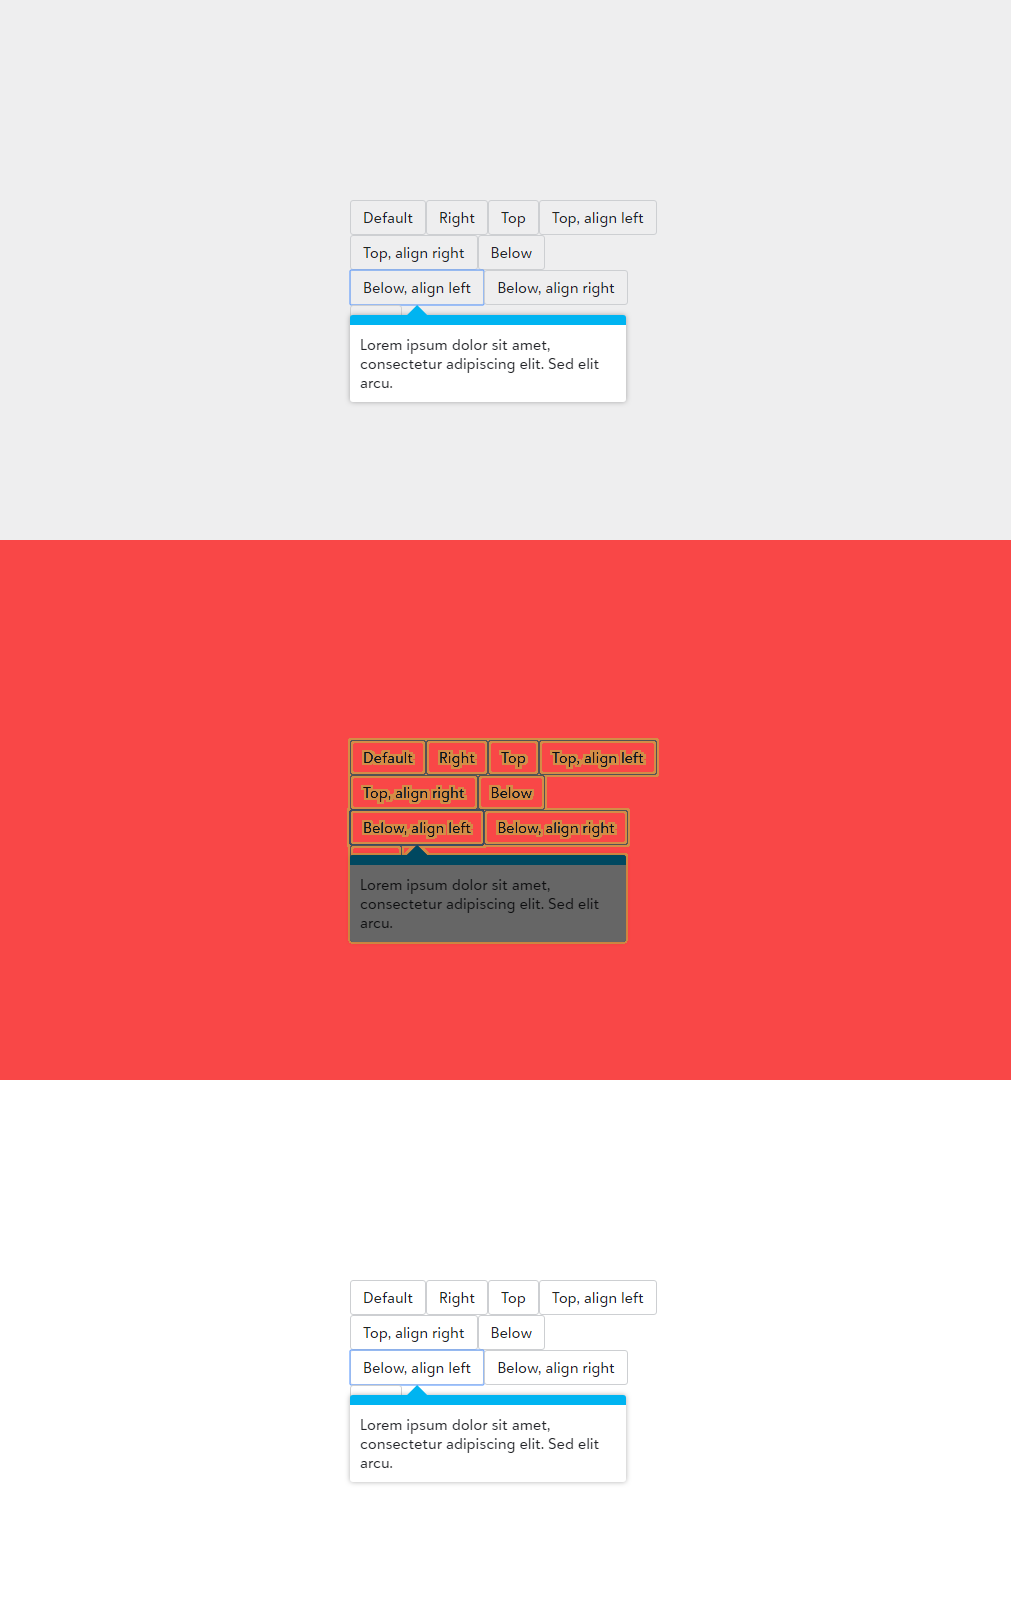 Default Right Top Top, align left
Top, align right Below
Below, align left Below, align right
Lorem ipsum dolor sit amet,
consectetur adipiscing elit. Sed elit
arcu.
Default Right Top Top, align left
Top, align right Below
Below, align left Below, align right
Lorem ipsum dolor sit amet,
consectetur adipiscing elit. Sed elit
arcu.
Default Right Top Top, align left
Top, align right Below
Below, align left Below, align right
Lorem ipsum dolor sit amet,
consectetur adipiscing elit. Sed elit
arcu.